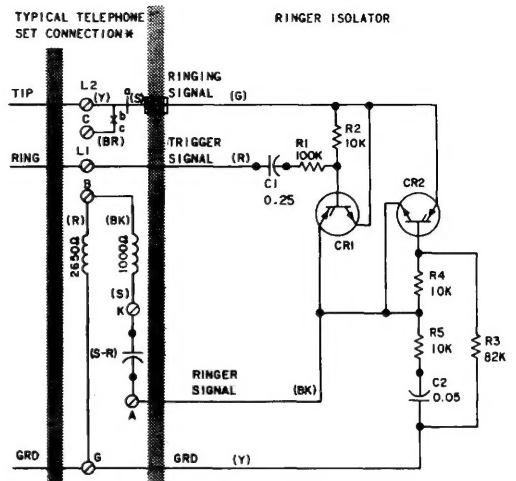 TYPICAL TELEPHONE
SET CONNECTION*
RINGER ISOLATOR
TIP
L2
(Y)
a
(S)
RINGING
SIGNAL
(G)
C
b
c
(BR)
RING
L1
TRIGGER
SIGNAL
(R)
C1
0.25
R1
100K
R2
10K
CR1
CR2
B
(R)
2650Ω
(BK)
1000Ω
(S)
K
(S-R)
A
RINGER
SIGNAL
(BK)
R4
10K
R5
10K
R3
82K
C2
0.05
GRD
G
GRD
(Y)